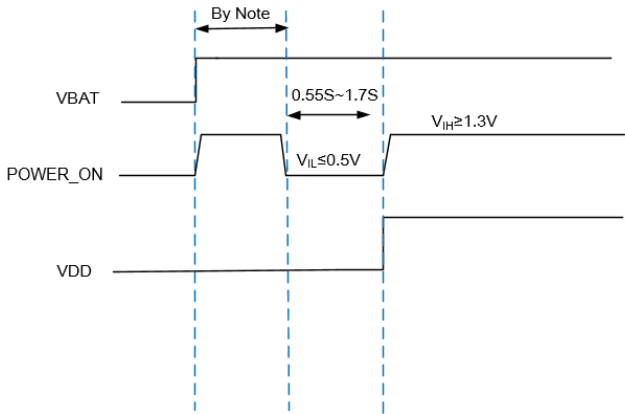 By Note
VBAT
0.55S~1.7S
VIH≥1.3V
POWER_ON
VIL≤0.5V
VDD